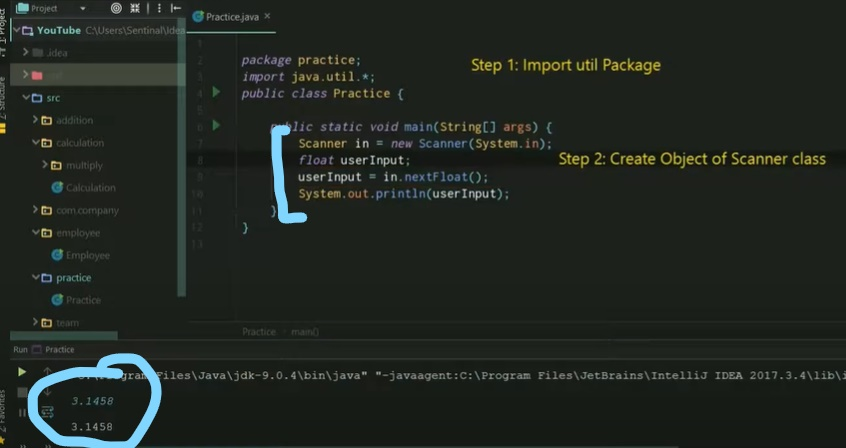 Project
Practice.java
YouTube C:\Users\Sentinal\Idea
.idea
src
addition
calculation
multiply
Calculation
com.company
employee
Employee
practice
Practice
team
1
2
package practice;
3
import java.util.*;
4
public class Practice {
6
public static void main(String[] args) {
7
Scanner in = new Scanner(System.in);
8
float userInput;
9
userInput = in.nextFloat();
10
System.out.println(userInput);
11
}
12
}
13
Step 1: Import util Package
Step 2: Create Object of Scanner class
Practice main()
Run Practice
Files\Java\jdk-9.0.4\bin\java" "-javaagent:C:\Program Files\JetBrains\IntelliJ IDEA 2017.3.4\lib\i
3.1458
3.1458
2: Favorites